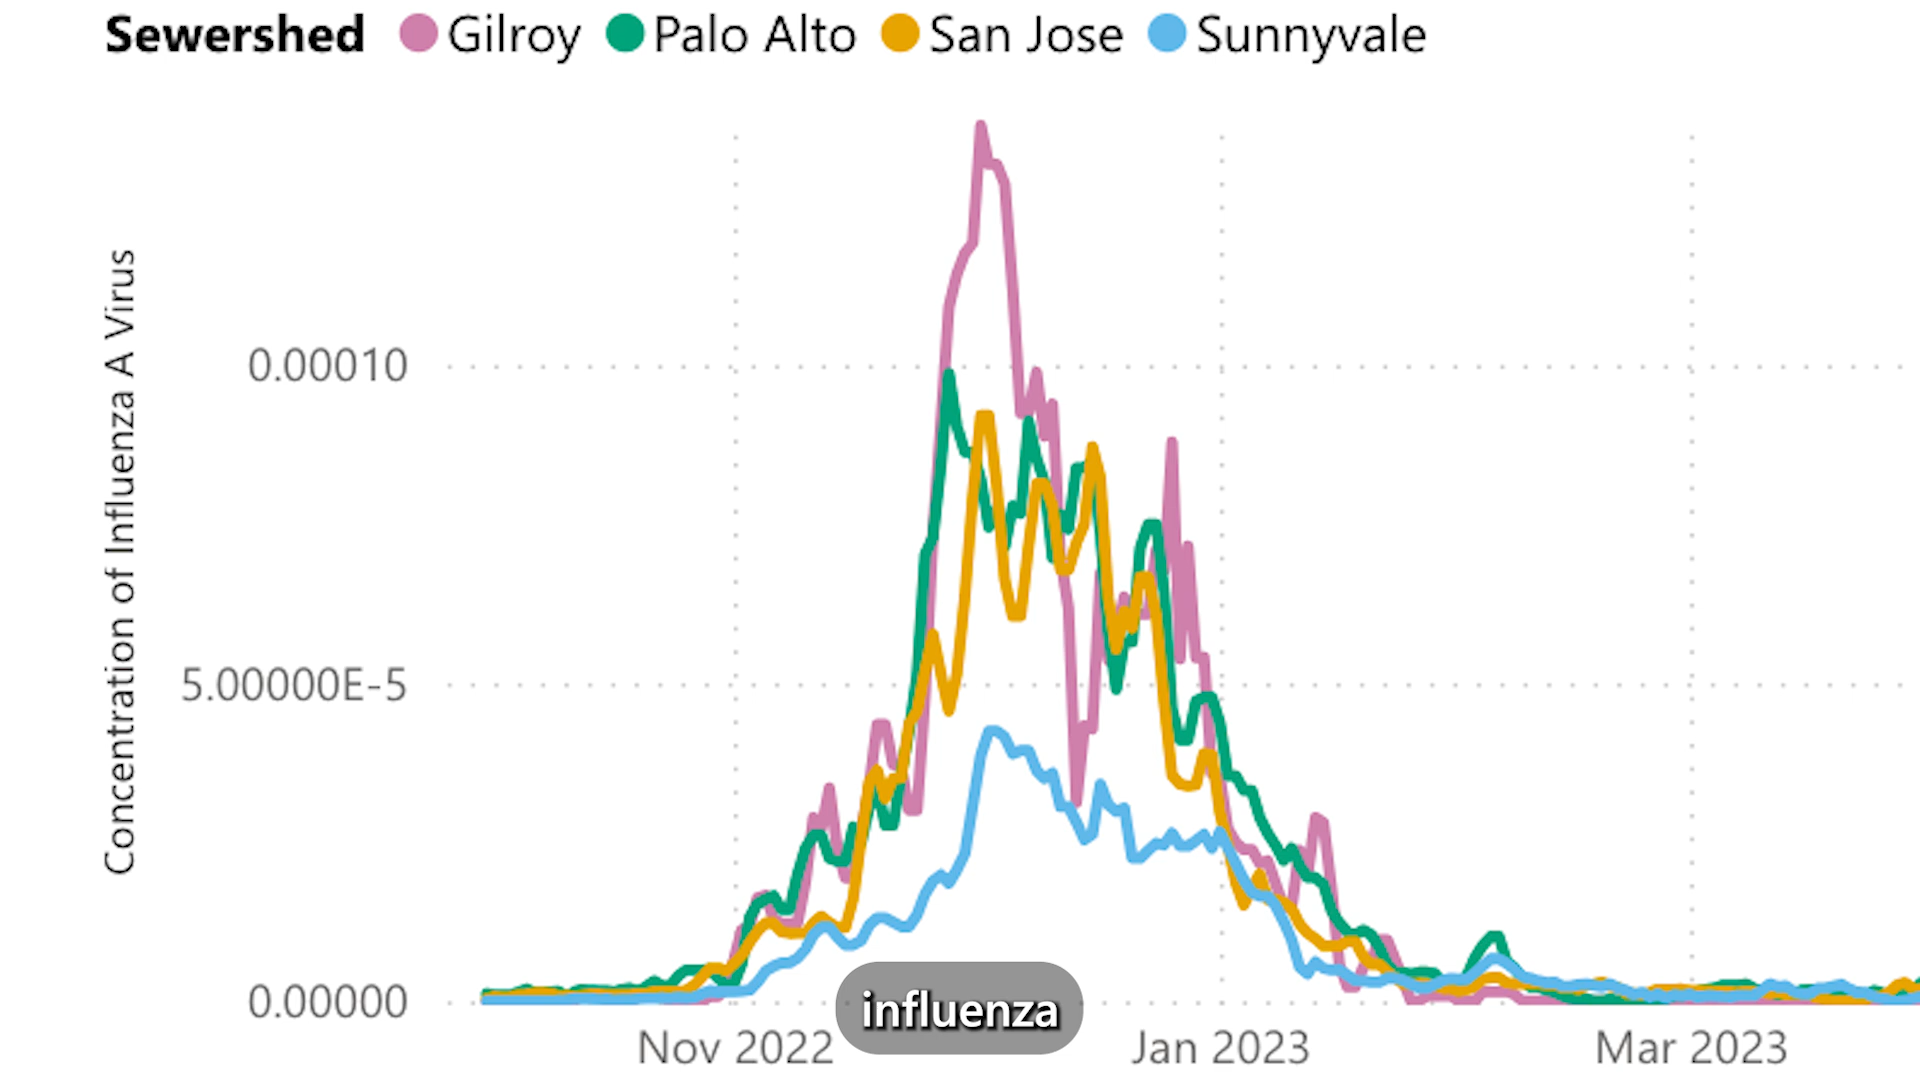 Sewershed Gilroy Palo Alto San Jose Sunnyvale
Concentration of Influenza A Virus
0.00010
5.00000E-5
0.00000
influenza
Nov 2022 Jan 2023 Mar 2023